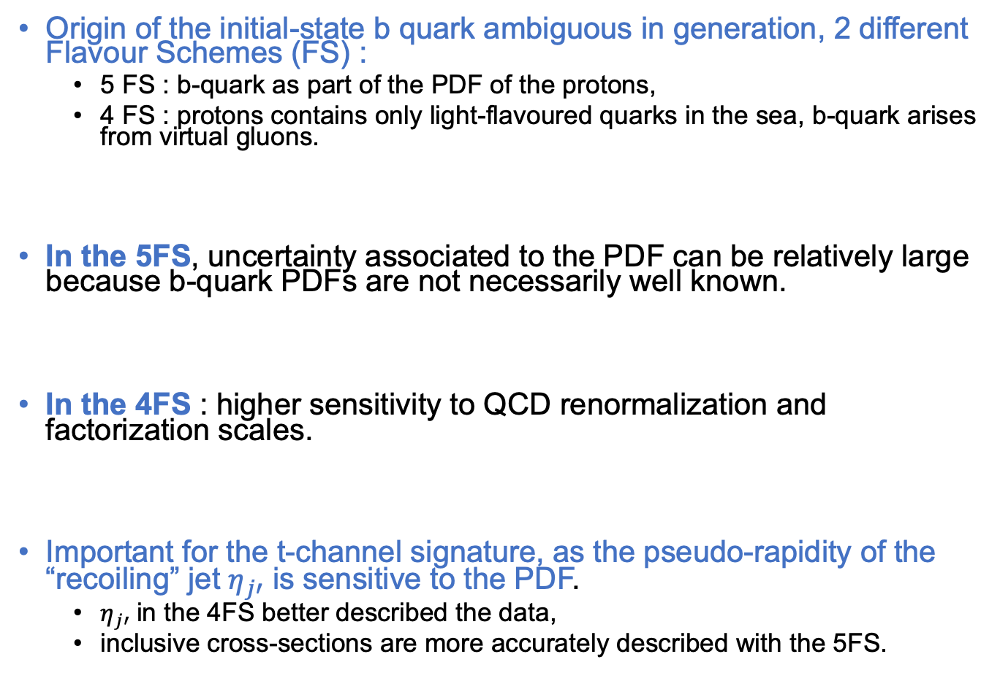 • Origin of the initial-state b quark ambiguous in generation, 2 different
Flavour Schemes (FS) :
• 5 FS : b-quark as part of the PDF of the protons,
• 4 FS : protons contains only light-flavoured quarks in the sea, b-quark arises
from virtual gluons.
• In the 5FS, uncertainty associated to the PDF can be relatively large
because b-quark PDFs are not necessarily well known.
• In the 4FS : higher sensitivity to QCD renormalization and
factorization scales.
• Important for the t-channel signature, as the pseudo-rapidity of the
“recoiling” jet η_{j′} is sensitive to the PDF.
• η_{j′} in the 4FS better described the data,
• inclusive cross-sections are more accurately described with the 5FS.